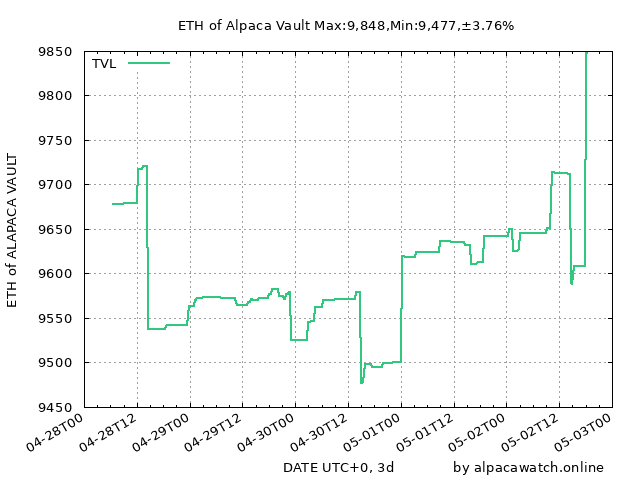 ETH of Alpaca Vault Max:9,848,Min:9,477,±3.76%
9850
TVL
9800
9750
9700
9650
9600
9550
9500
9450
ETH of ALAPACA VAULT
04-28T00
04-28T12
04-29T00
04-29T12
04-30T00
04-30T12
05-01T00
05-01T12
05-02T00
05-02T12
05-03T00
DATE UTC+0, 3d
by alpacawatch.online